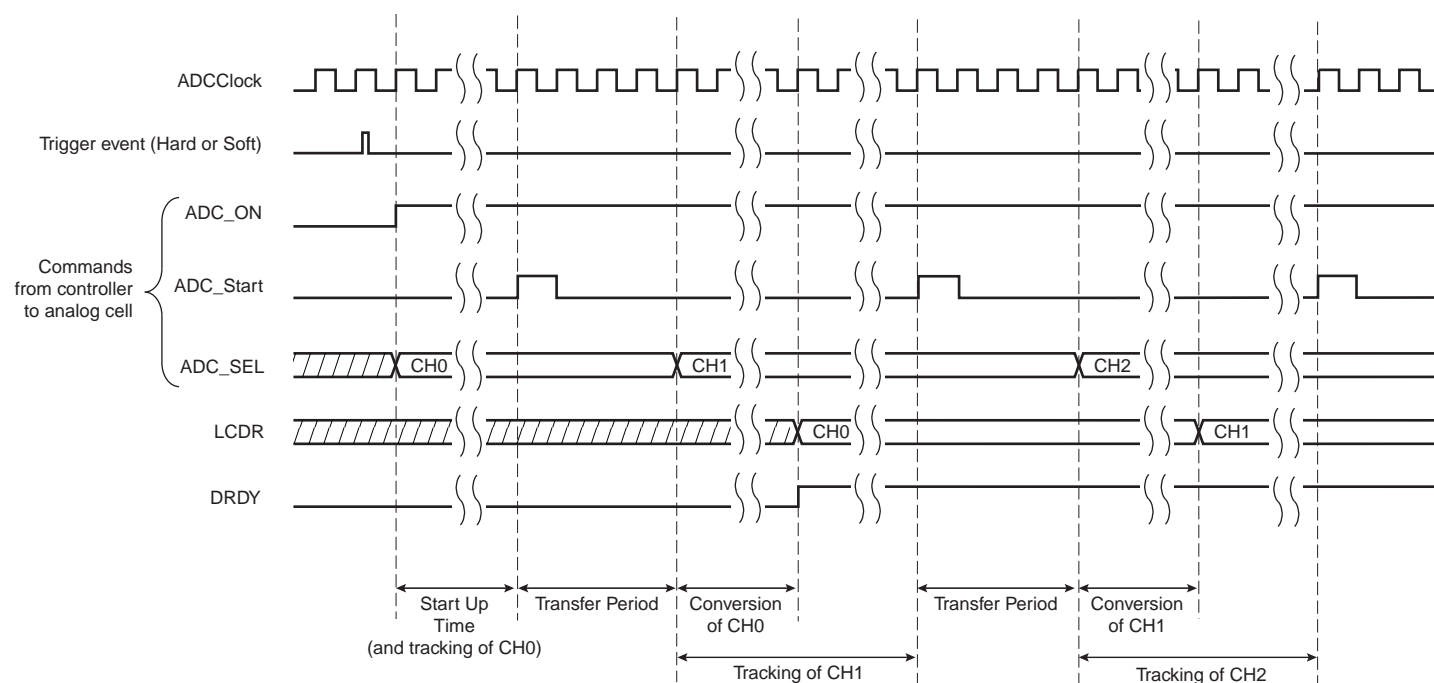 ADCClock
Trigger event (Hard or Soft)
ADC_ON
Commands
from controller
to analog cell
ADC_Start
ADC_SEL
CH0
CH1
CH2
LCDR
CH0
CH1
DRDY
Start Up
Time
(and tracking of CH0)
Transfer Period
Conversion
of CH0
Transfer Period
Conversion
of CH1
Tracking of CH1
Tracking of CH2